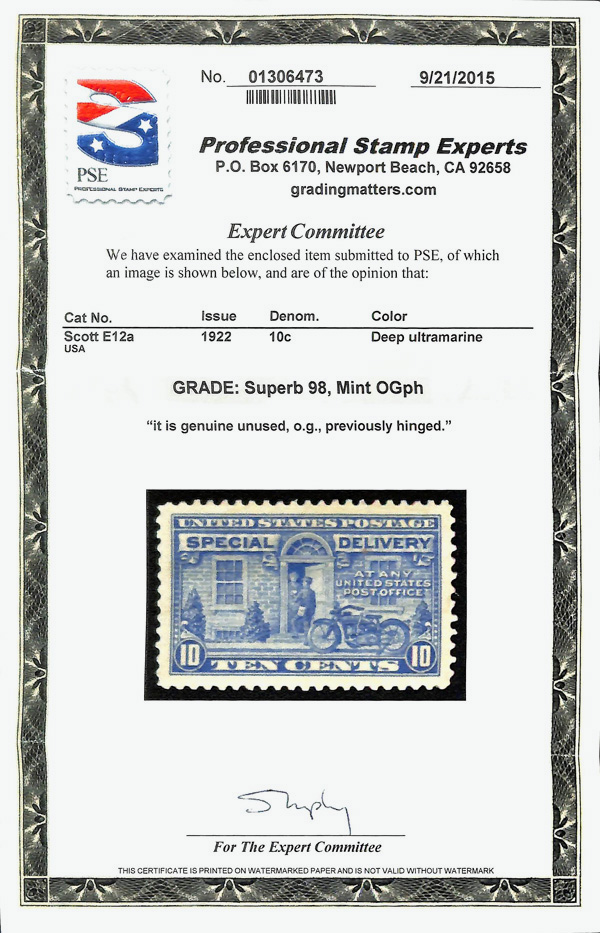 No. 01306473 9/21/2015
PSE
PROFESSIONAL STAMP EXPERTS
Professional Stamp Experts
P.O. Box 6170, Newport Beach, CA 92658
gradingmatters.com
Expert Committee
We have examined the enclosed item submitted to PSE, of which
an image is shown below, and are of the opinion that:
Cat No. Issue Denom. Color
Scott E12a 1922 10c Deep ultramarine
USA
GRADE: Superb 98, Mint OGph
“it is genuine unused, o.g., previously hinged.”
UNITED STATES POSTAGE
SPECIAL DELIVERY
AT ANY
UNITED STATES
POST OFFICE
10 TEN CENTS 10
For The Expert Committee
THIS CERTIFICATE IS PRINTED ON WATERMARKED PAPER AND IS NOT VALID WITHOUT WATERMARK